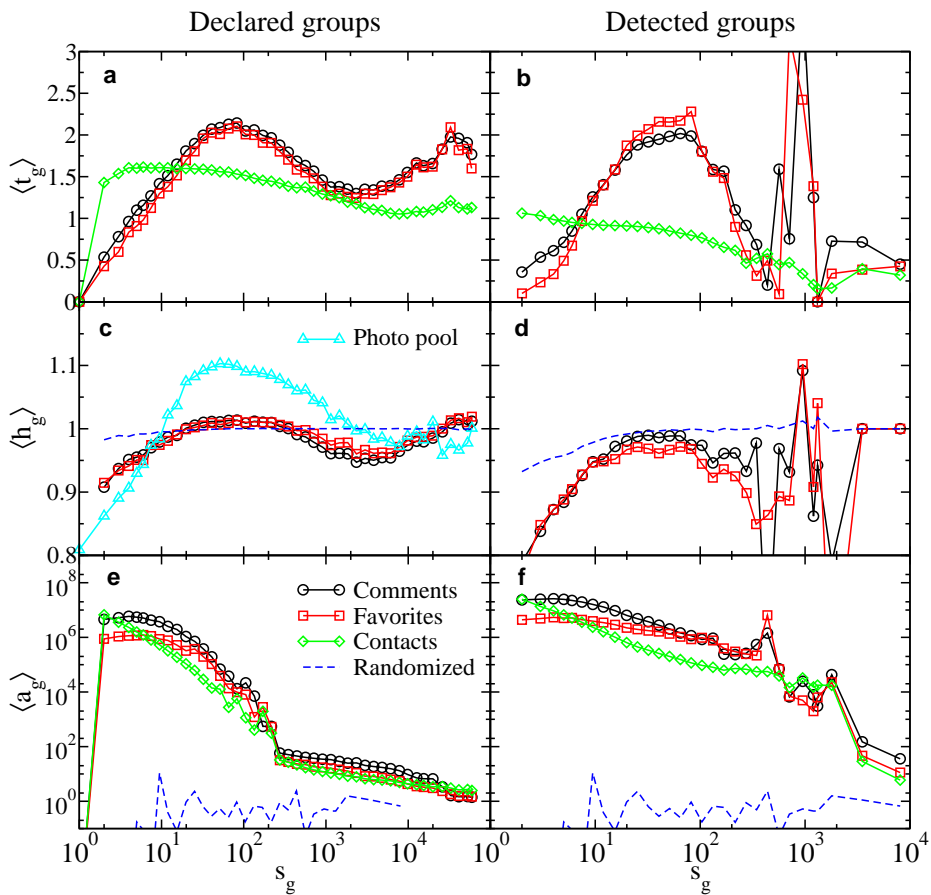 Declared groups
Detected groups
a
b
3
2.5
2
1.5
1
0.5
0
⟨t_g⟩
c
d
Photo pool
1.1
1
0.9
0.8
⟨h_g⟩
e
f
10^8
10^6
10^4
10^2
10^0
⟨a_g⟩
Comments
Favorites
Contacts
Randomized
10^0 10^1 10^2 10^3 10^4 10^0 10^1 10^2 10^3 10^4
s_g
s_g